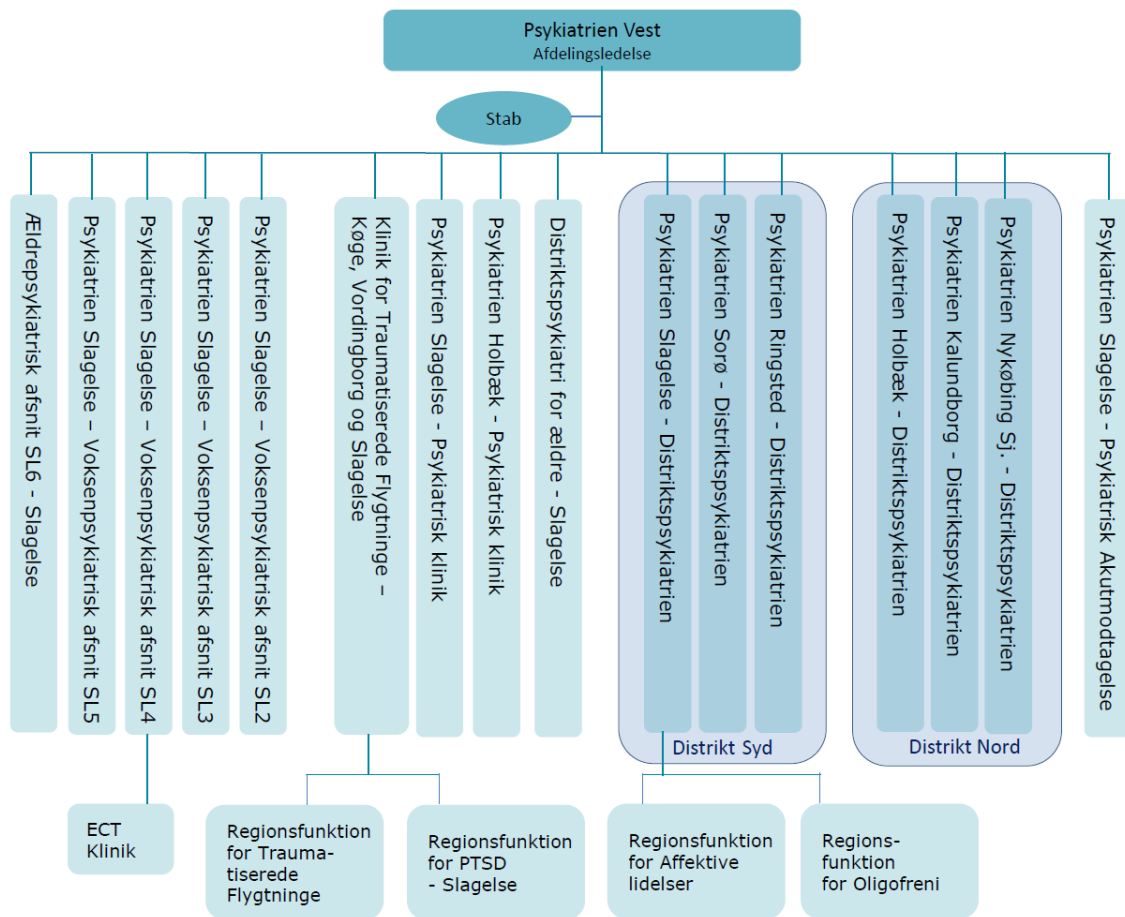 Psykiatrien Vest
Afdelingsledelse
Stab
Ældrepsykiatrisk afsnit SL6 - Slagelse
Psykiatrien Slagelse – Voksenpsykiatrisk afsnit SL5
Psykiatrien Slagelse – Voksenpsykiatrisk afsnit SL4
Psykiatrien Slagelse – Voksenpsykiatrisk afsnit SL3
Psykiatrien Slagelse – Voksenpsykiatrisk afsnit SL2
Klinik for Traumatiserede Flygtninge –
Køge, Vordingborg og Slagelse
Psykiatrien Slagelse - Psykiatrisk klinik
Psykiatrien Holbæk - Psykiatrisk klinik
Distriktspsykiatri for ældre - Slagelse
Psykiatrien Slagelse - Distriktspsykiatrien
Psykiatrien Sorø - Distriktspsykiatrien
Psykiatrien Ringsted - Distriktspsykiatrien
Distrikt Syd
Psykiatrien Holbæk - Distriktspsykiatrien
Psykiatrien Kalundborg - Distriktspsykiatrien
Psykiatrien Nykøbing Sj. - Distriktspsykiatrien
Distrikt Nord
Psykiatrien Slagelse - Psykiatrisk Akutmodtagelse
ECT
Klinik
Regionsfunktion
for Trauma-
tiserede
Flygtninge
Regionsfunktion
for PTSD
- Slagelse
Regionsfunktion
for Affektive
lidelser
Regions-
funktion
for Oligofreni